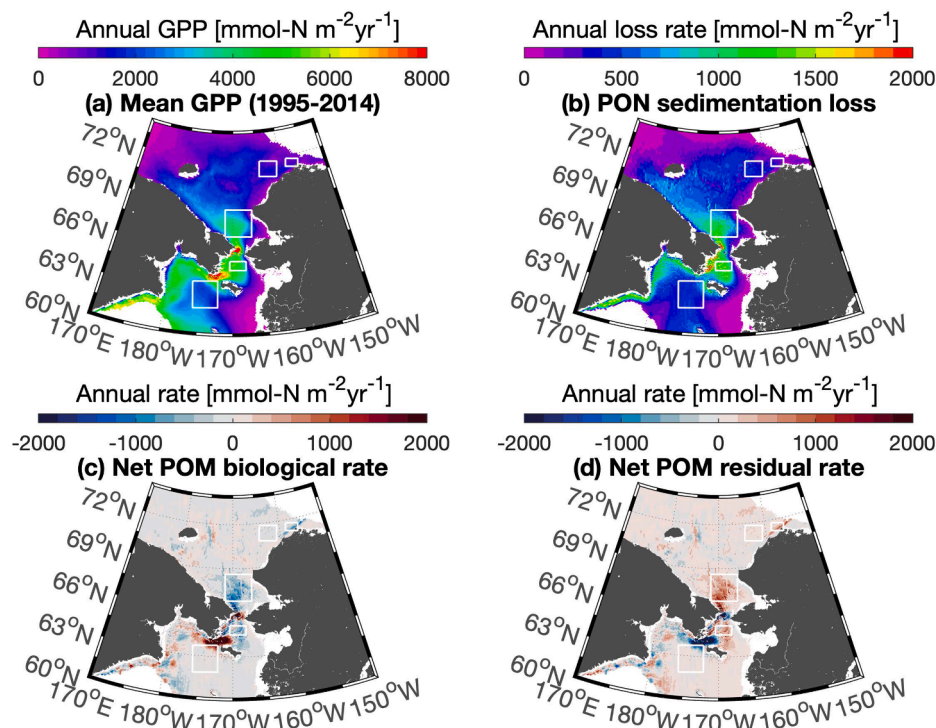 Annual GPP [mmol-N m⁻²yr⁻¹]
0 2000 4000 6000 8000
(a) Mean GPP (1995-2014)
72°N
69°N
66°N
63°N
60°N
170°E 180°W 170°W 160°W 150°W
Annual loss rate [mmol-N m⁻²yr⁻¹]
0 500 1000 1500 2000
(b) PON sedimentation loss
72°N
69°N
66°N
63°N
60°N
170°E 180°W 170°W 160°W 150°W
Annual rate [mmol-N m⁻²yr⁻¹]
-2000 -1000 0 1000 2000
(c) Net POM biological rate
72°N
69°N
66°N
63°N
60°N
170°E 180°W 170°W 160°W 150°W
Annual rate [mmol-N m⁻²yr⁻¹]
-2000 -1000 0 1000 2000
(d) Net POM residual rate
72°N
69°N
66°N
63°N
60°N
170°E 180°W 170°W 160°W 150°W